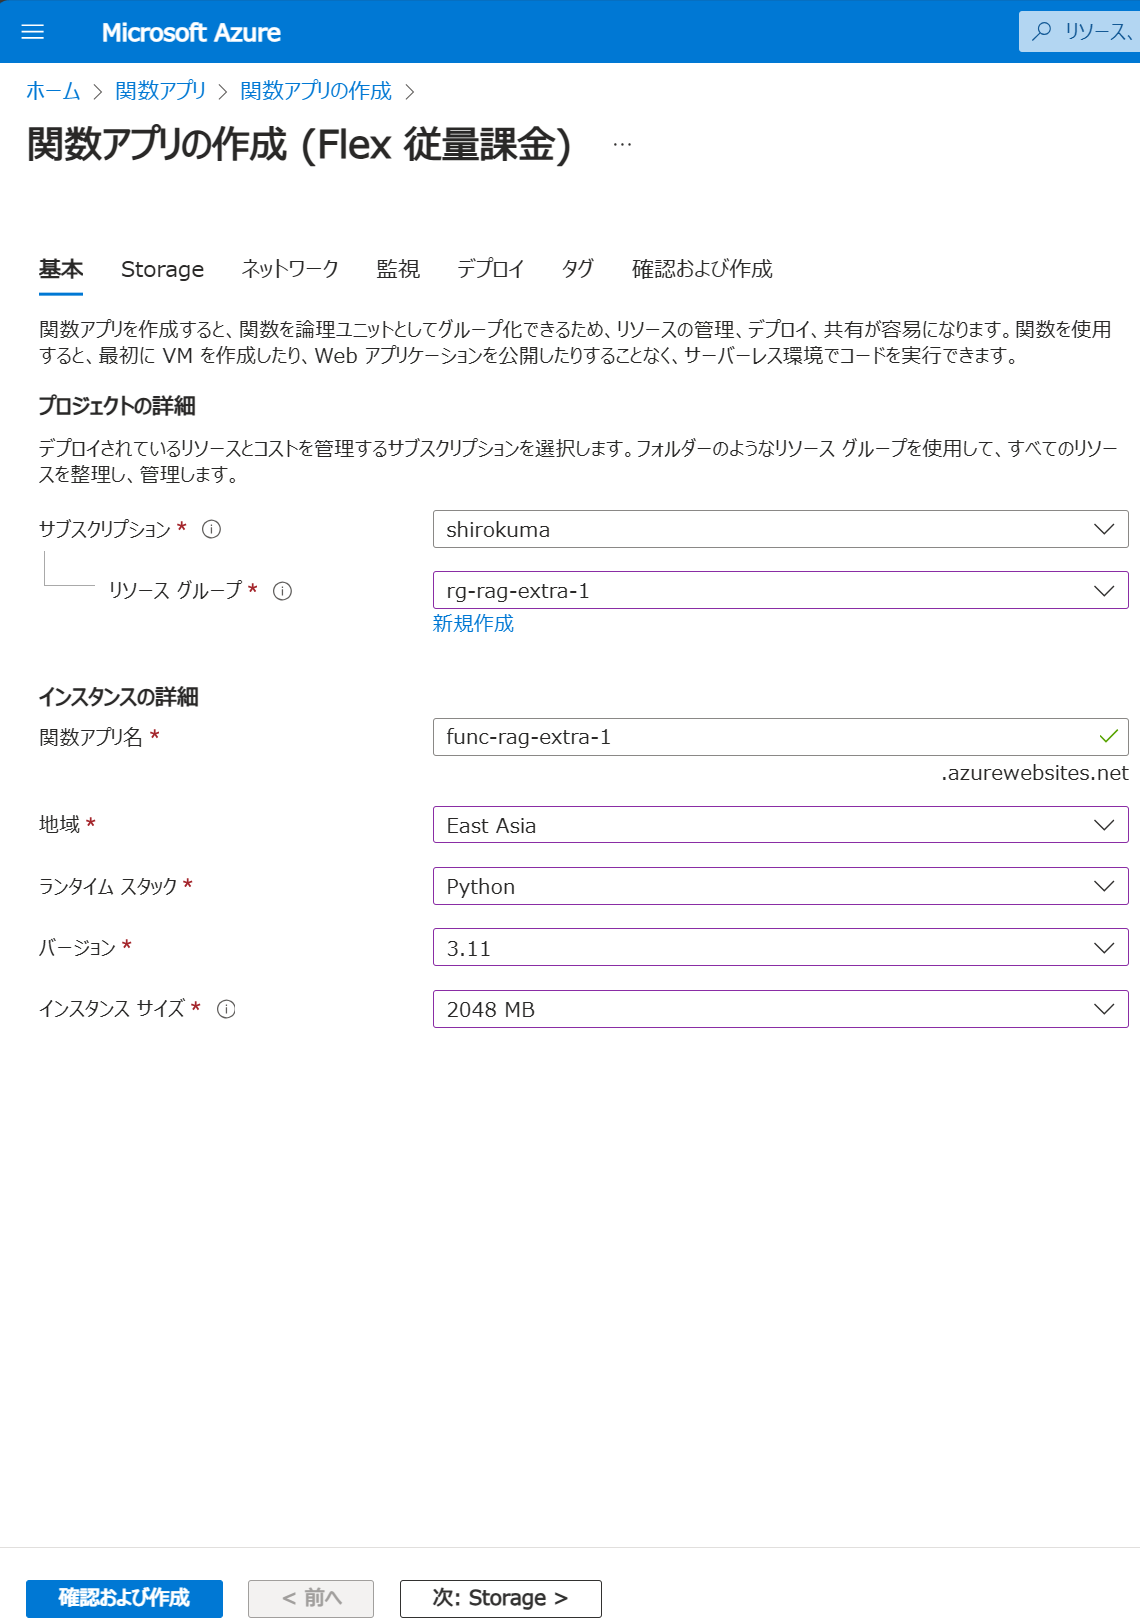 Microsoft Azure
リソース、
ホーム > 関数アプリ > 関数アプリの作成 >
関数アプリの作成 (Flex 従量課金) …
基本 Storage ネットワーク 監視 デプロイ タグ 確認および作成
関数アプリを作成すると、関数を論理ユニットとしてグループ化できるため、リソースの管理、デプロイ、共有が容易になります。関数を使用
すると、最初に VM を作成したり、Web アプリケーションを公開したりすることなく、サーバーレス環境でコードを実行できます。
プロジェクトの詳細
デプロイされているリソースとコストを管理するサブスクリプションを選択します。フォルダーのようなリソース グループを使用して、すべてのリソー
スを整理し、管理します。
サブスクリプション * shirokuma
リソース グループ * rg-rag-extra-1
新規作成
インスタンスの詳細
関数アプリ名 * func-rag-extra-1
.azurewebsites.net
地域 * East Asia
ランタイム スタック * Python
バージョン * 3.11
インスタンス サイズ * 2048 MB
確認および作成 < 前へ 次: Storage >